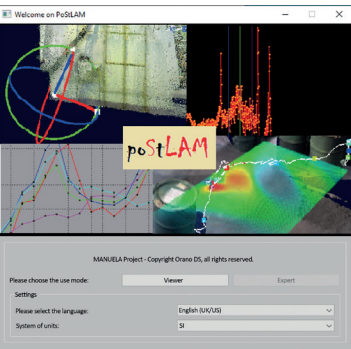 Welcome on PoStLAM
poStLAM
MANUELA Project - Copyright Orano DS, all rights reserved.
Please choose the use mode: Viewer Expert
Settings
Please select the language: English (UK/US)
System of units: SI